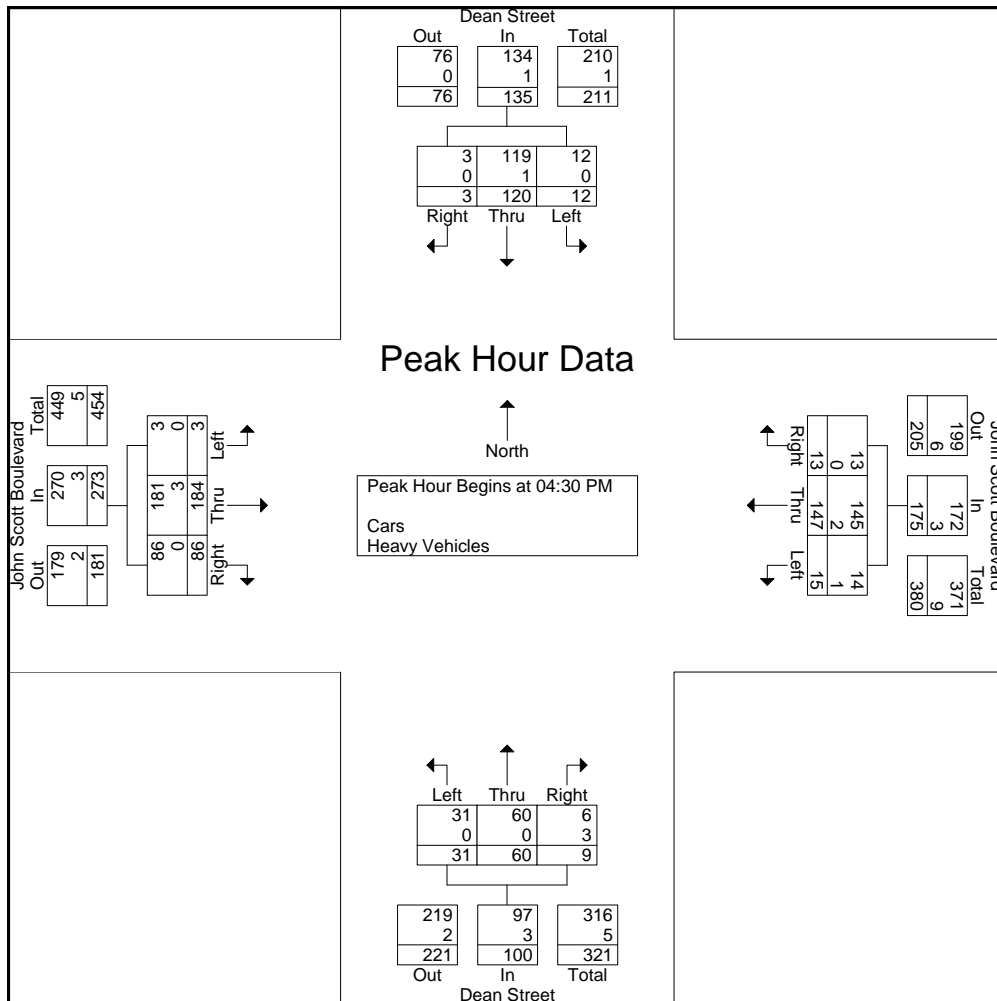 Dean Street
Out In Total
76 134 210
0 1 1
76 135 211
3 119 12
0 1 0
3 120 12
Right Thru Left
Peak Hour Data
North
Peak Hour Begins at 04:30 PM
Cars
Heavy Vehicles
John Scott Boulevard
Total In Out
449 270 179
5 3 2
454 273 181
3 181 86
0 3 0
3 184 86
Left Thru Right
John Scott Boulevard
Out In Total
199 172 371
6 3 9
205 175 380
13 145 14
0 2 1
13 147 15
Right Thru Left
Left Thru Right
31 60 6
0 0 3
31 60 9
219 97 316
2 3 5
221 100 321
Out In Total
Dean Street